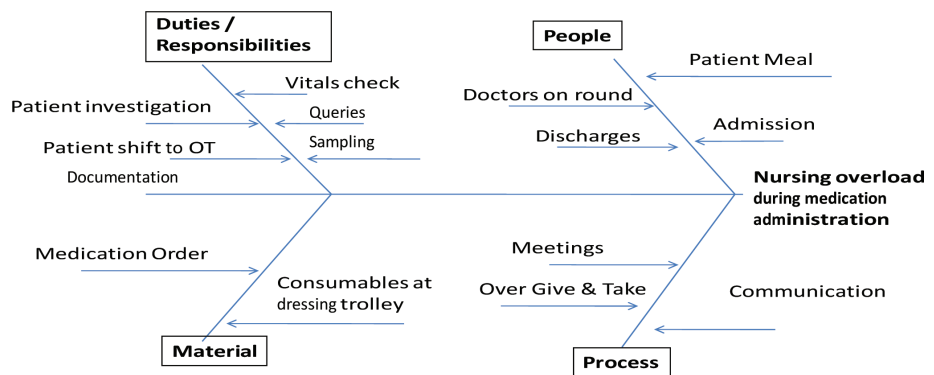 Duties /
Responsibilities
People
Vitals check
Patient Meal
Patient investigation
Queries
Doctors on round
Patient shift to OT
Sampling
Discharges
Admission
Documentation
Nursing overload
during medication
administration
Medication Order
Meetings
Consumables at
dressing trolley
Over Give & Take
Communication
Material
Process